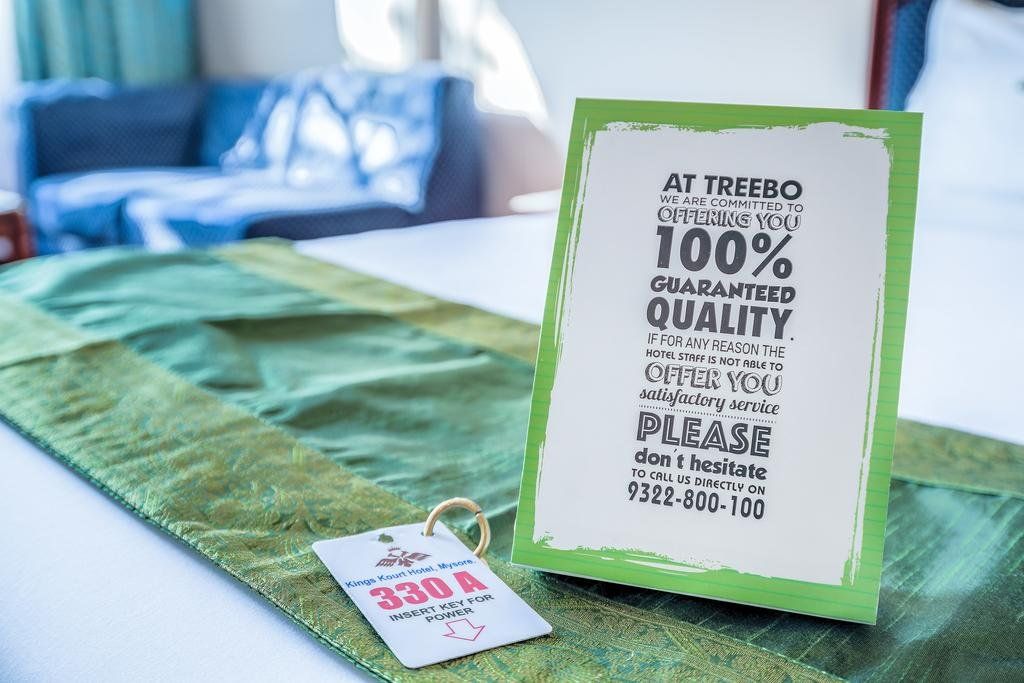 AT TREEBO
WE ARE COMMITTED TO
OFFERING YOU
100%
GUARANTEED
QUALITY.
IF FOR ANY REASON THE
HOTEL STAFF IS NOT ABLE TO
OFFER YOU
satisfactory service
PLEASE
don't hesitate
TO CALL US DIRECTLY ON
9322-800-100
Kings Kourt Hotel, Mysore.
330 A
INSERT KEY FOR
POWER